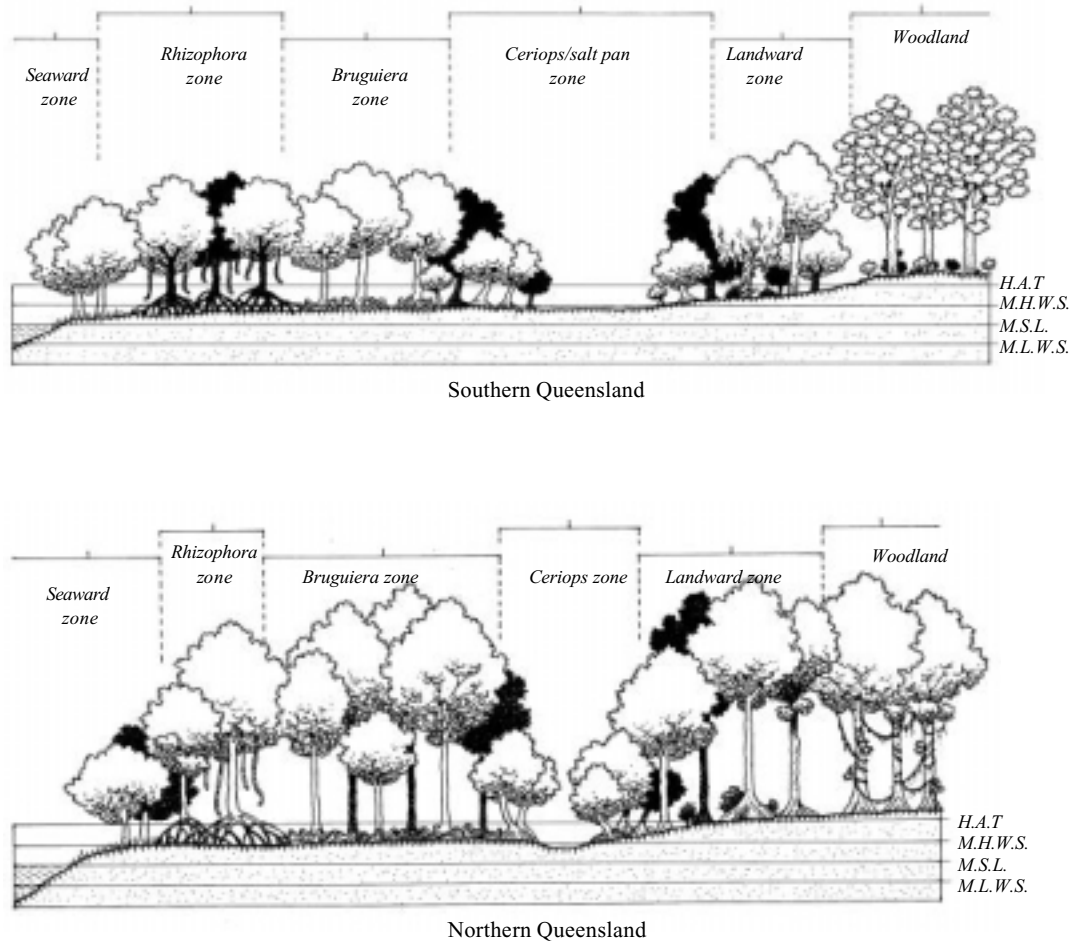 Seaward
zone
Rhizophora
zone
Bruguiera
zone
Ceriops/salt pan
zone
Landward
zone
Woodland
H.A.T
M.H.W.S.
M.S.L.
M.L.W.S.
Southern Queensland
Seaward
zone
Rhizophora
zone
Bruguiera zone
Ceriops zone
Landward zone
Woodland
H.A.T
M.H.W.S.
M.S.L.
M.L.W.S.
Northern Queensland